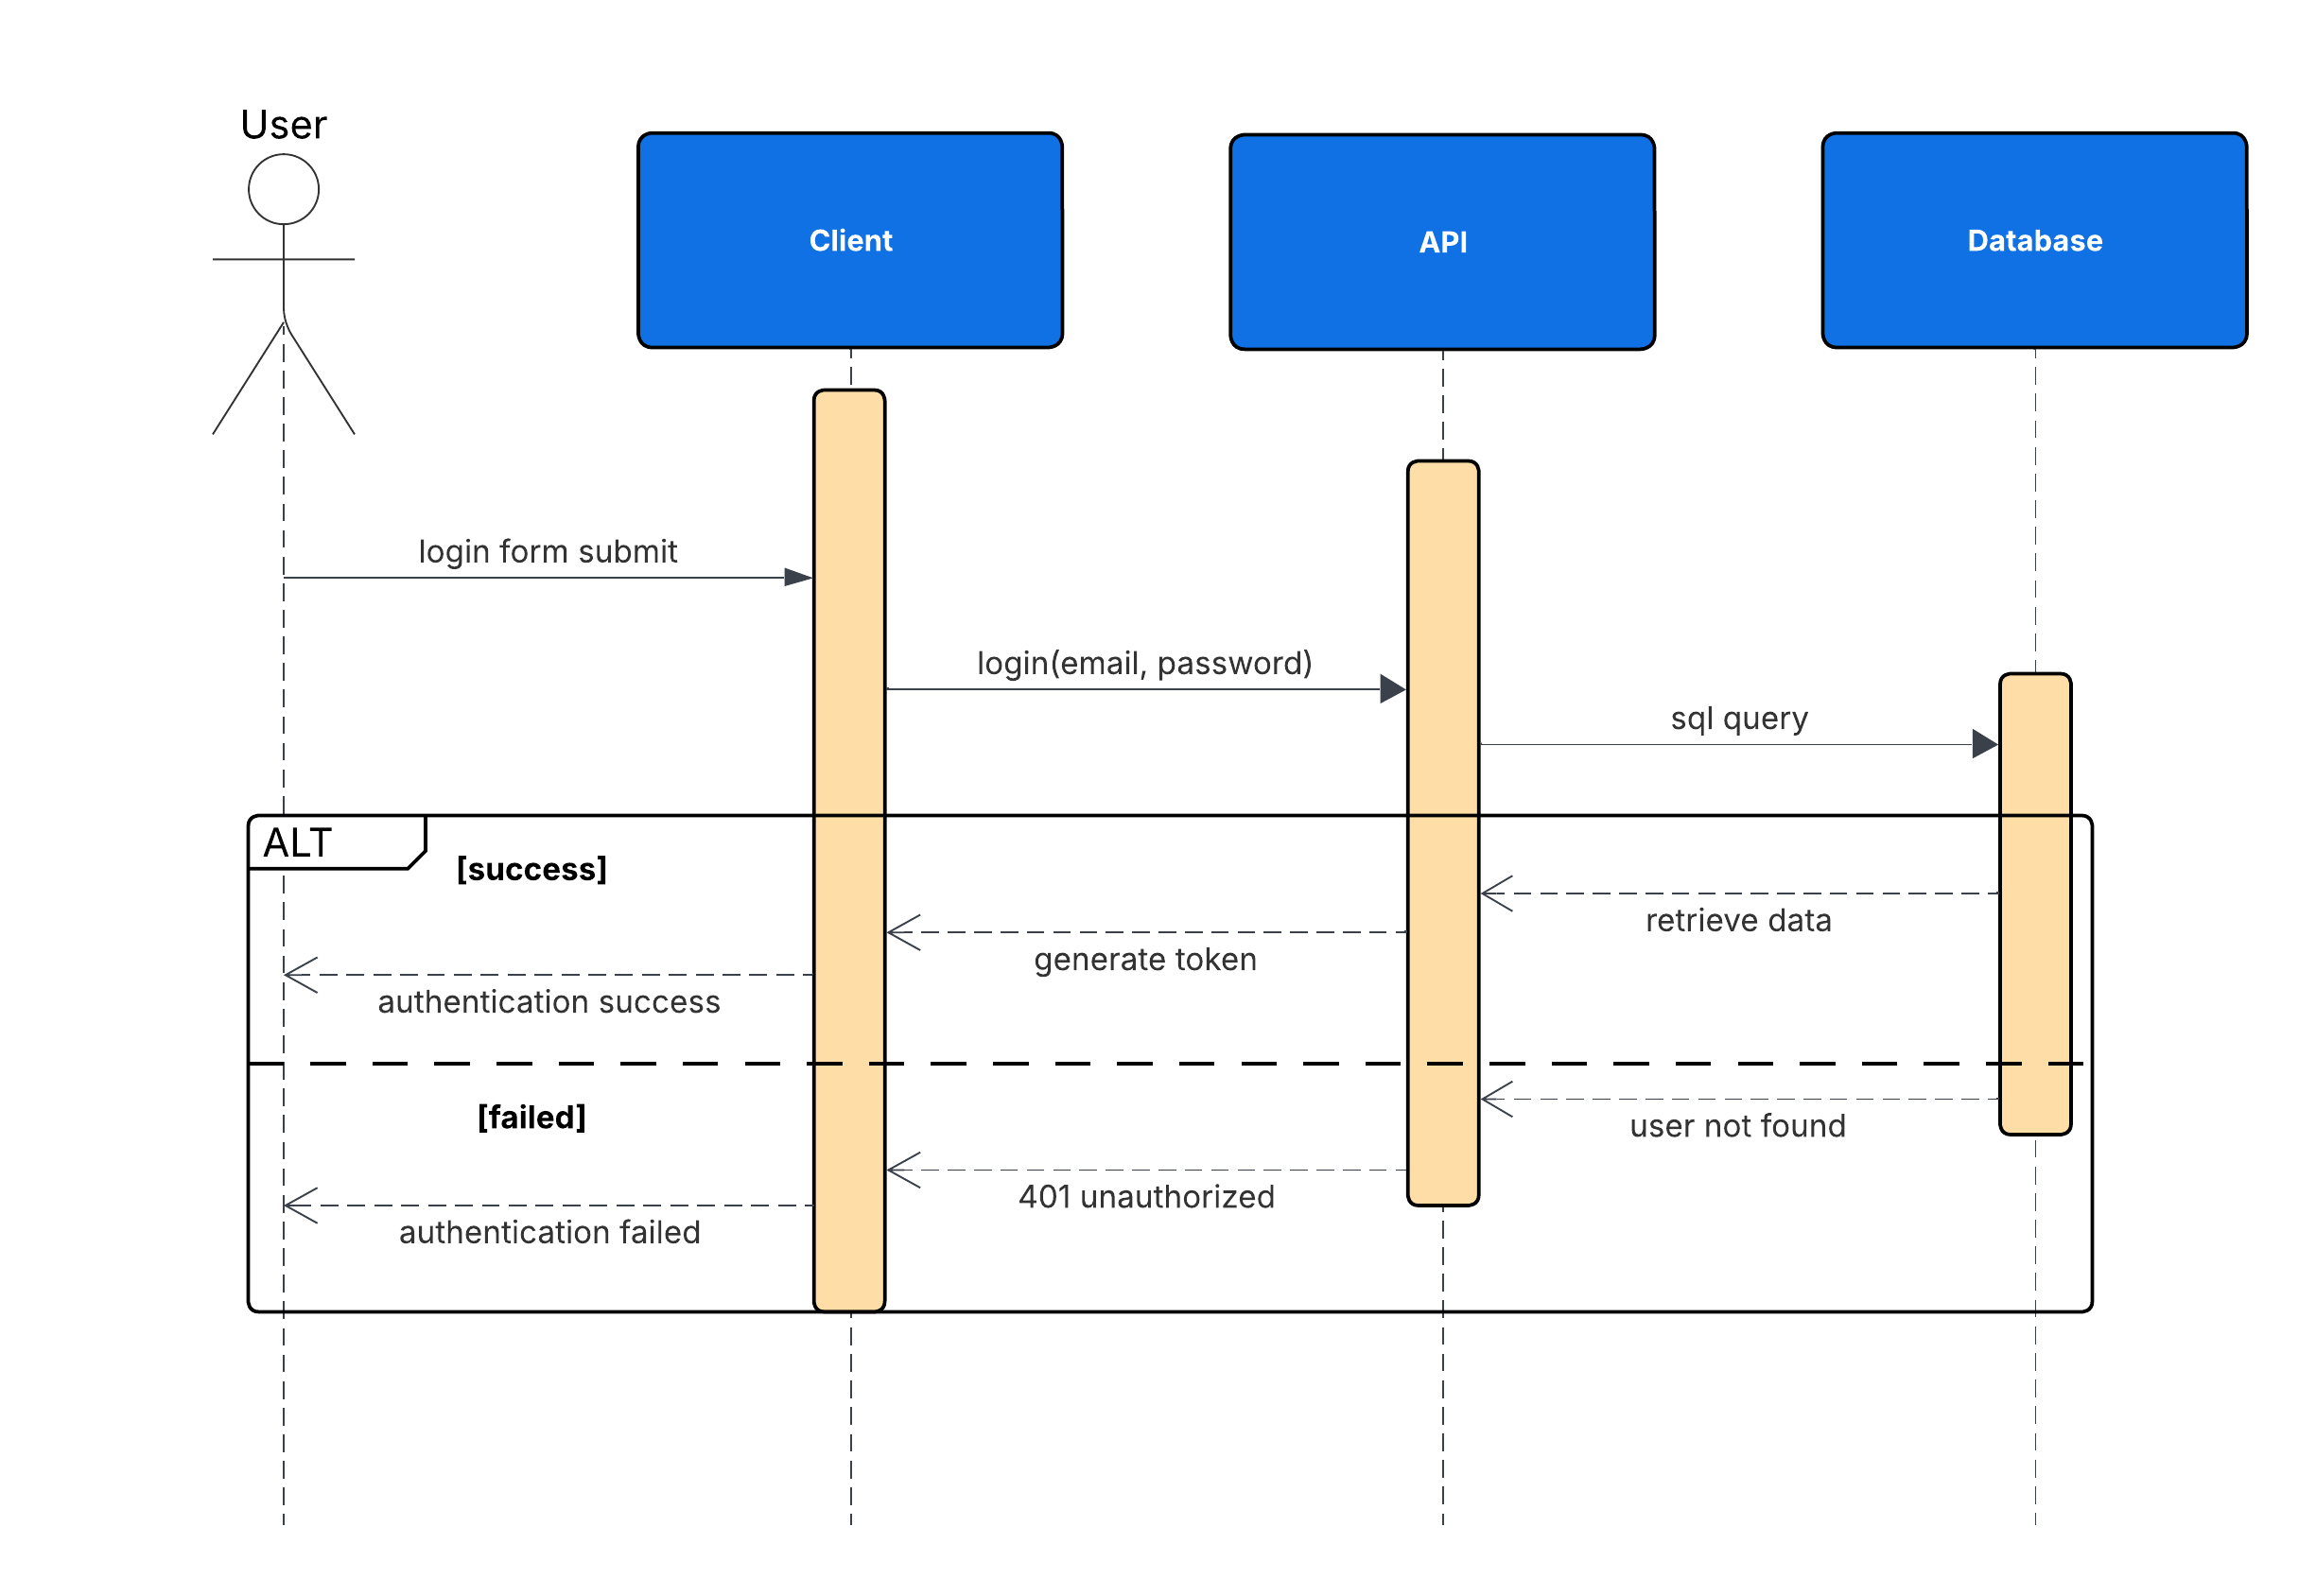 User
Client
API
Database
login form submit
login(email, password)
sql query
ALT
[success]
retrieve data
generate token
authentication success
[failed]
user not found
401 unauthorized
authentication failed